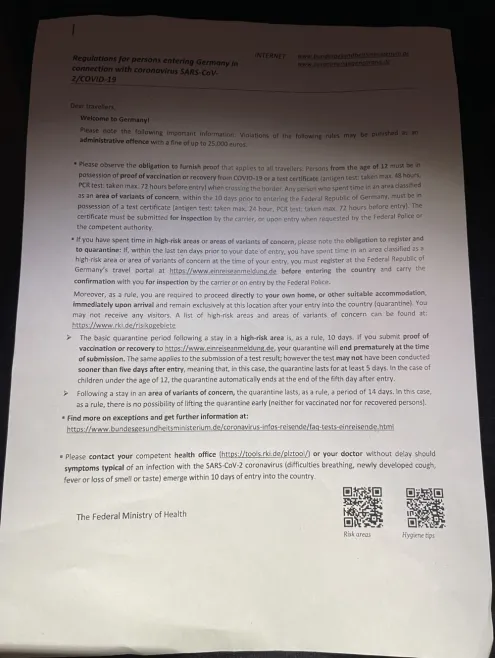 Regulations for persons entering Germany in
connection with coronavirus SARS-CoV-
2/COVID-19
INTERNET
Dear travellers,
Welcome to Germany!
Please note the following important information. Violations of the following rules may be punished as an
administrative offence with a fine of up to 25,000 euros.
• Please observe the obligation to furnish proof that applies to all travellers: Persons from the age of 12 must be in
possession of proof of vaccination or recovery from COVID-19 or a test certificate (antigen test: taken max. 48 hours,
PCR test: taken max. 72 hours before entry) when crossing the border. Any person who spent time in an area classified
as an area of variants of concern, within the 10 days prior to entering the Federal Republic of Germany, must be in
possession of a test certificate (antigen test: taken max. 24 hour, PCR test: taken max. 72 hours before entry). The
certificate must be submitted for inspection by the carrier, or upon entry when requested by the Federal Police or
the competent authority.
• If you have spent time in high-risk areas or areas of variants of concern, please note the obligation to register and
to quarantine: If, within the last ten days prior to your date of entry, you have spent time in an area classified as a
high-risk area or area of variants of concern at the time of your entry, you must register at the Federal Republic of
Germany's travel portal at https://www.einreiseanmeldung.de before entering the country and carry the
confirmation with you for inspection by the carrier or on entry by the Federal Police.
Moreover, as a rule, you are required to proceed directly to your own home, or other suitable accommodation,
immediately upon arrival and remain exclusively at this location after your entry into the country (quarantine). You
may not receive any visitors. A list of high-risk areas and areas of variants of concern can be found at:
https://www.rki.de/risikogebiete
➢ The basic quarantine period following a stay in a high-risk area is, as a rule, 10 days. If you submit proof of
vaccination or recovery to https://www.einreiseanmeldung.de, your quarantine will end prematurely at the time
of submission. The same applies to the submission of a test result; however the test may not have been conducted
sooner than five days after entry, meaning that, in this case, the quarantine lasts for at least 5 days. In the case of
children under the age of 12, the quarantine automatically ends at the end of the fifth day after entry.
➢ Following a stay in an area of variants of concern, the quarantine lasts, as a rule, a period of 14 days. In this case,
as a rule, there is no possibility of lifting the quarantine early (neither for vaccinated nor for recovered persons).
• Find more on exceptions and get further information at:
https://www.bundesgesundheitsministerium.de/coronavirus-infos-reisende/faq-tests-einreisende.html
• Please contact your competent health office (https://tools.rki.de/plztool/) or your doctor without delay should
symptoms typical of an infection with the SARS-CoV-2 coronavirus (difficulties breathing, newly developed cough,
fever or loss of smell or taste) emerge within 10 days of entry into the country.
The Federal Ministry of Health
Risk areas
Hygiene tips